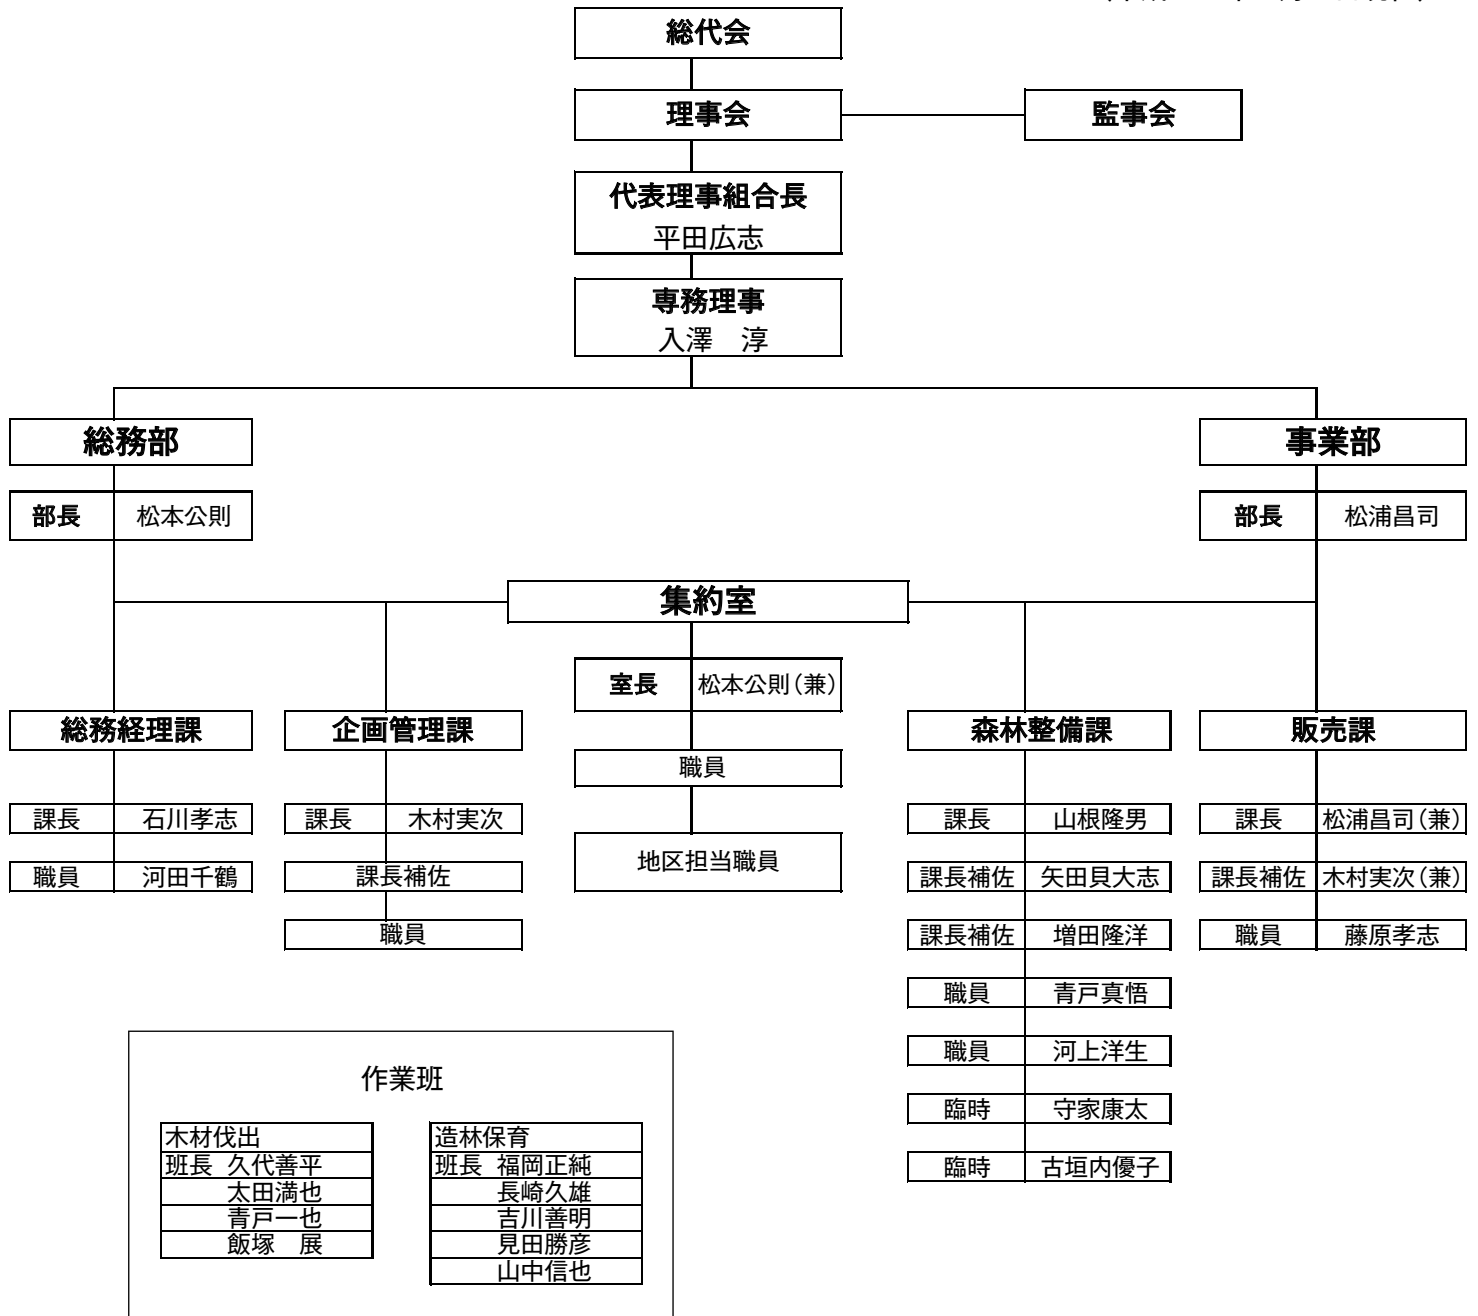 総代会
理事会
監事会
代表理事組合長
平田広志
専務理事
入澤　淳
総務部
事業部
部長 松本公則
部長 松浦昌司
集約室
室長 松本公則(兼)
総務経理課
企画管理課
森林整備課
販売課
職員
課長 石川孝志
課長 木村実次
課長 山根隆男
課長 松浦昌司(兼)
地区担当職員
職員 河田千鶴
課長補佐
課長補佐 矢田貝大志
課長補佐 木村実次(兼)
職員
課長補佐 増田隆洋
職員 藤原孝志
職員 青戸真悟
職員 河上洋生
臨時 守家康太
臨時 古垣内優子
作業班
木材伐出
班長 久代善平
太田満也
青戸一也
飯塚　展
造林保育
班長 福岡正純
長崎久雄
吉川善明
見田勝彦
山中信也